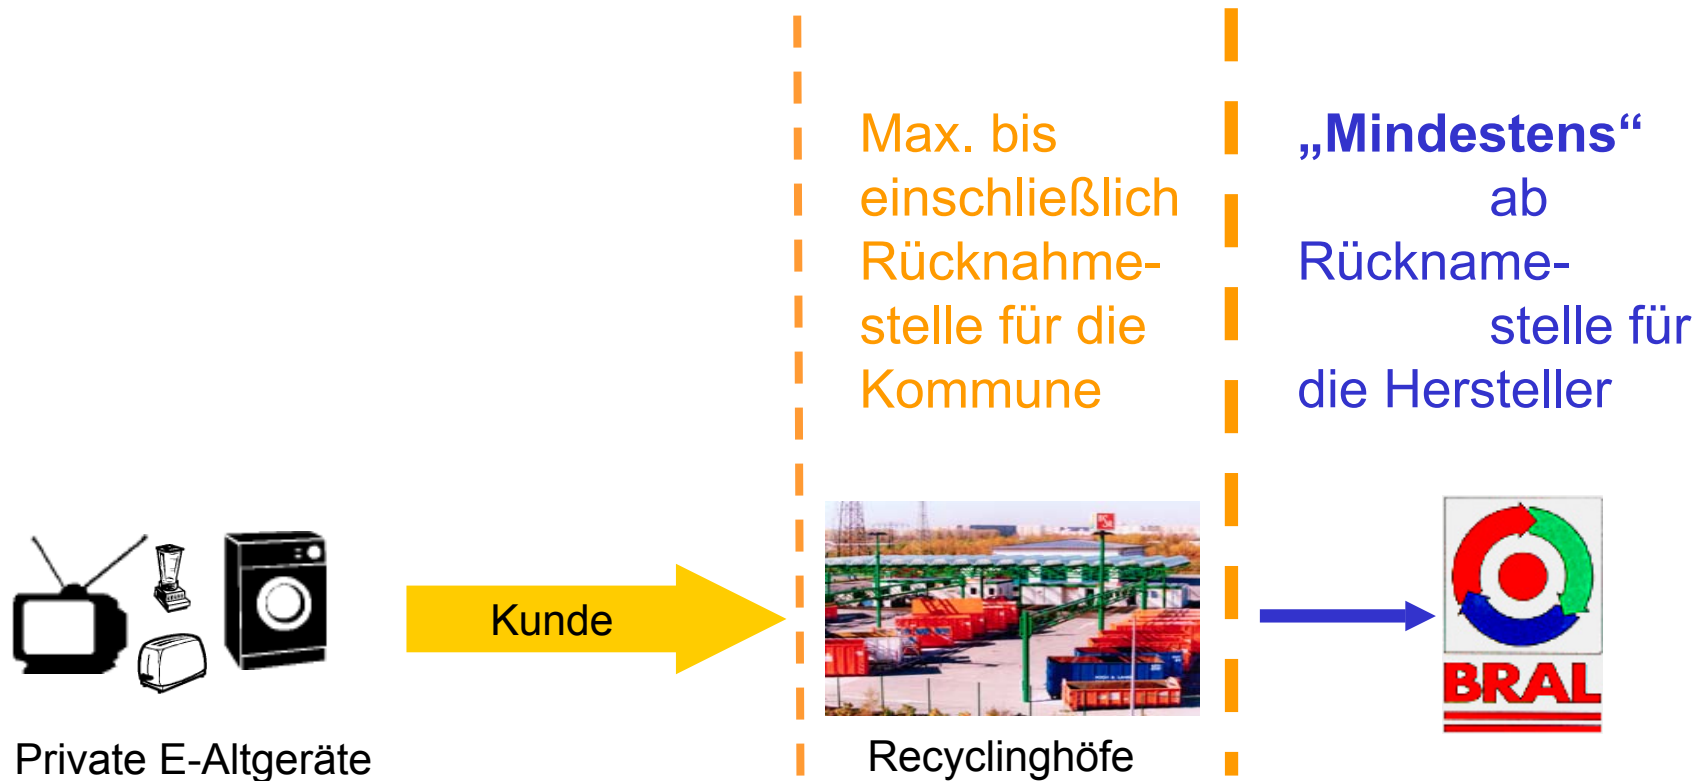 Max. bis
einschließlich
Rücknahme-
stelle für die
Kommune
„Mindestens“
ab
Rückname-
stelle für
die Hersteller
Kunde
BRAL
Private E-Altgeräte
Recyclinghöfe